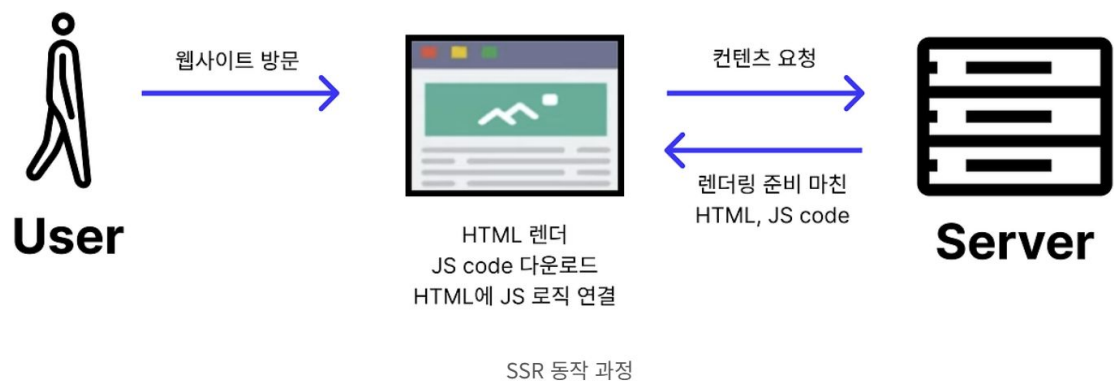 웹사이트 방문
컨텐츠 요청
렌더링 준비 마친
HTML, JS code
User
HTML 렌더
JS code 다운로드
HTML에 JS 로직 연결
Server
SSR 동작 과정